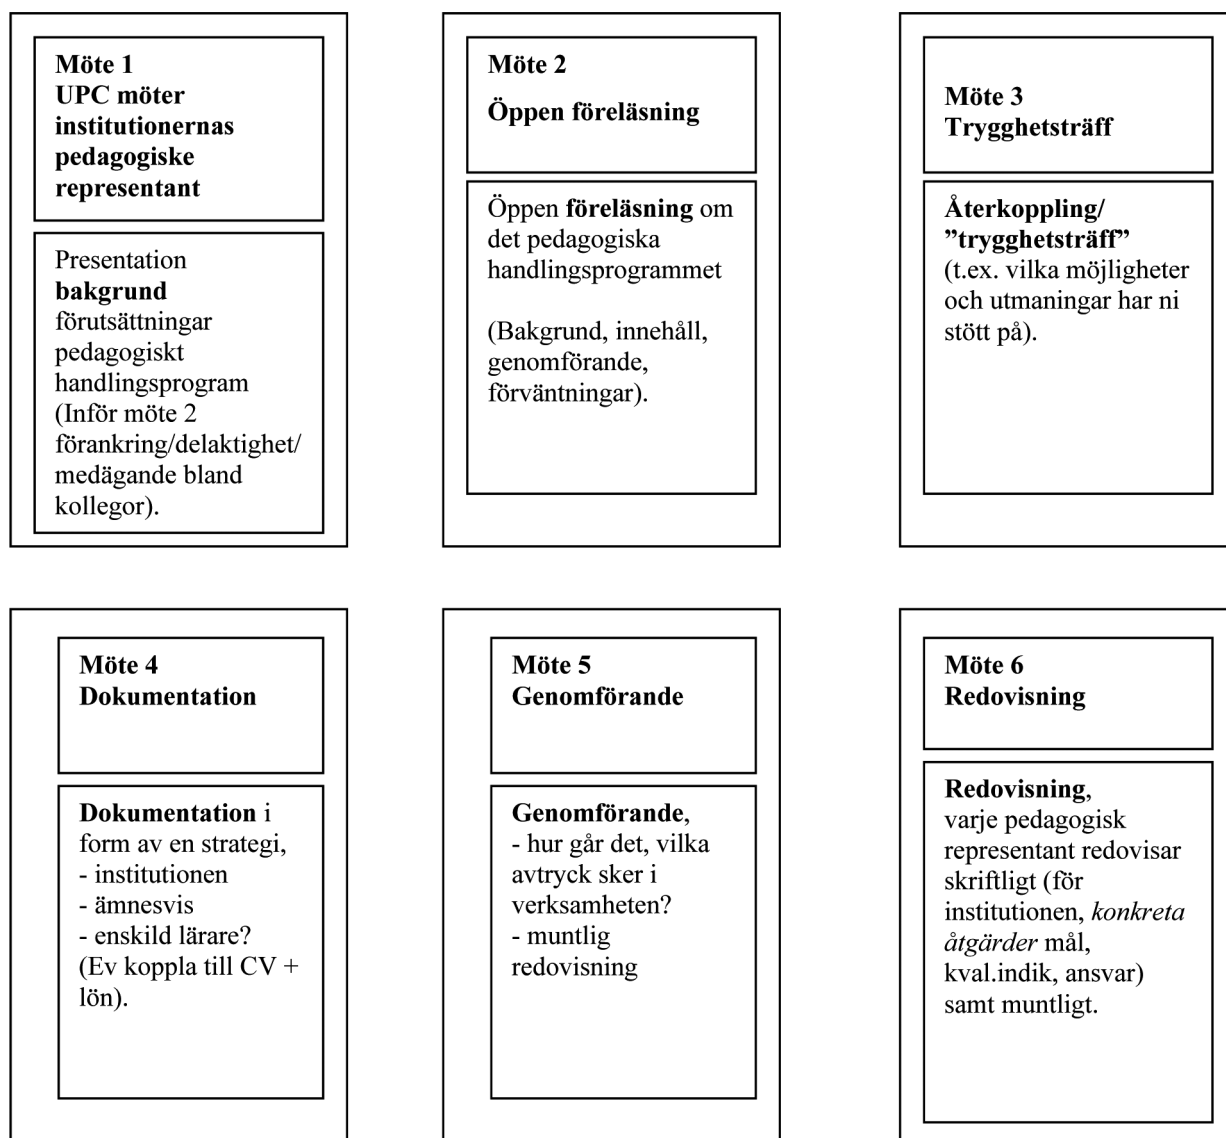 Möte 1
UPC möter
institutionernas
pedagogiske
representant
Presentation
bakgrund
förutsättningar
pedagogiskt
handlingsprogram
(Inför möte 2
förankring/delaktighet/
medägande bland
kollegor).
Möte 2
Öppen föreläsning
Öppen föreläsning om
det pedagogiska
handlingsprogrammet
(Bakgrund, innehåll,
genomförande,
förväntningar).
Möte 3
Trygghetsträff
Återkoppling/
”trygghetsträff”
(t.ex. vilka möjligheter
och utmaningar har ni
stött på).
Möte 4
Dokumentation
Dokumentation i
form av en strategi,
- institutionen
- ämnesvis
- enskild lärare?
(Ev koppla till CV +
lön).
Möte 5
Genomförande
Genomförande,
- hur går det, vilka
avtryck sker i
verksamheten?
- muntlig
redovisning
Möte 6
Redovisning
Redovisning,
varje pedagogisk
representant redovisar
skriftligt (för
institutionen, konkreta
åtgärder mål,
kval.indik, ansvar)
samt muntligt.